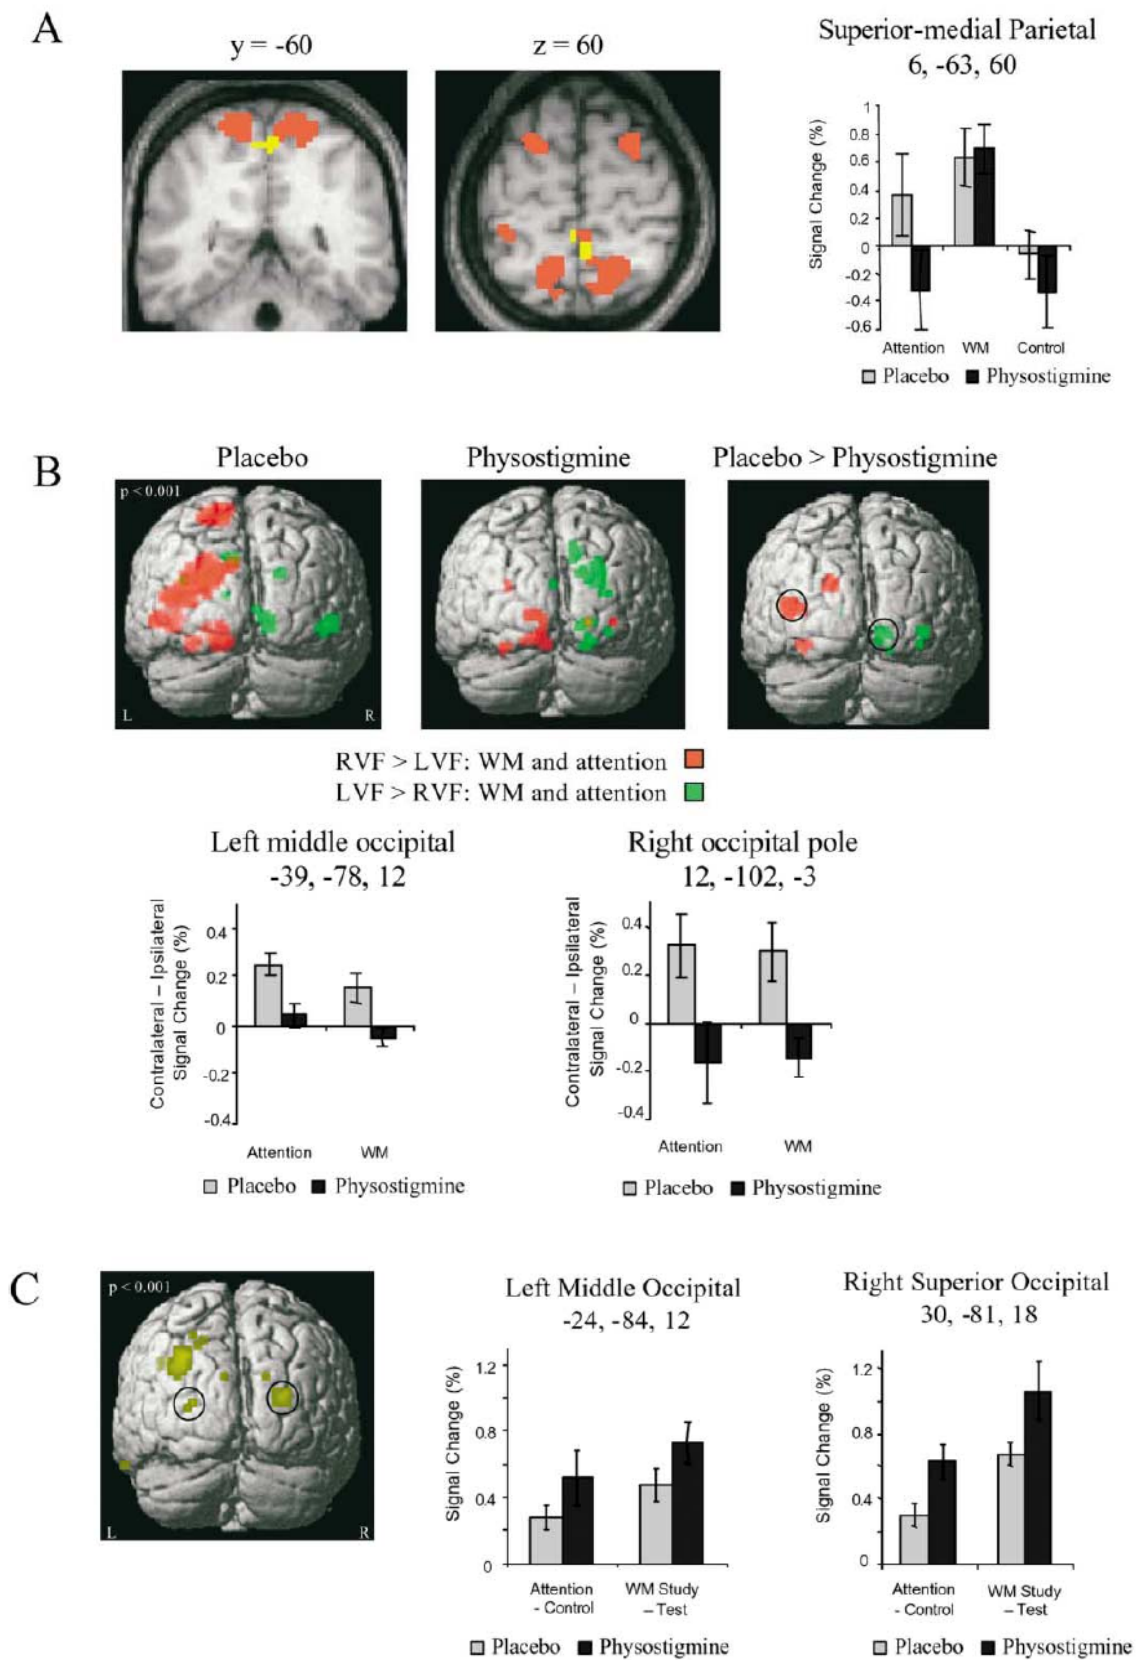 A
y = -60
z = 60
Superior-medial Parietal
6, -63, 60
Signal Change (%)
1
0.8
0.6
0.4
0.2
0
-0.2
-0.4
-0.6
Attention WM Control
Placebo Physostigmine
B
Placebo
Physostigmine
Placebo > Physostigmine
p < 0.001
L R
RVF > LVF: WM and attention
LVF > RVF: WM and attention
Left middle occipital
-39, -78, 12
Contralateral – Ipsilateral
Signal Change (%)
0.4
0.2
0
-0.2
-0.4
Attention WM
Placebo Physostigmine
Right occipital pole
12, -102, -3
Contralateral – Ipsilateral
Signal Change (%)
0.4
0.2
0
-0.2
-0.4
Attention WM
Placebo Physostigmine
C
p < 0.001
L R
Left Middle Occipital
-24, -84, 12
Signal Change (%)
1.2
0.8
0.4
0
Attention WM Study
- Control – Test
Placebo Physostigmine
Right Superior Occipital
30, -81, 18
Signal Change (%)
1.2
0.8
0.4
0
Attention WM Study
- Control – Test
Placebo Physostigmine